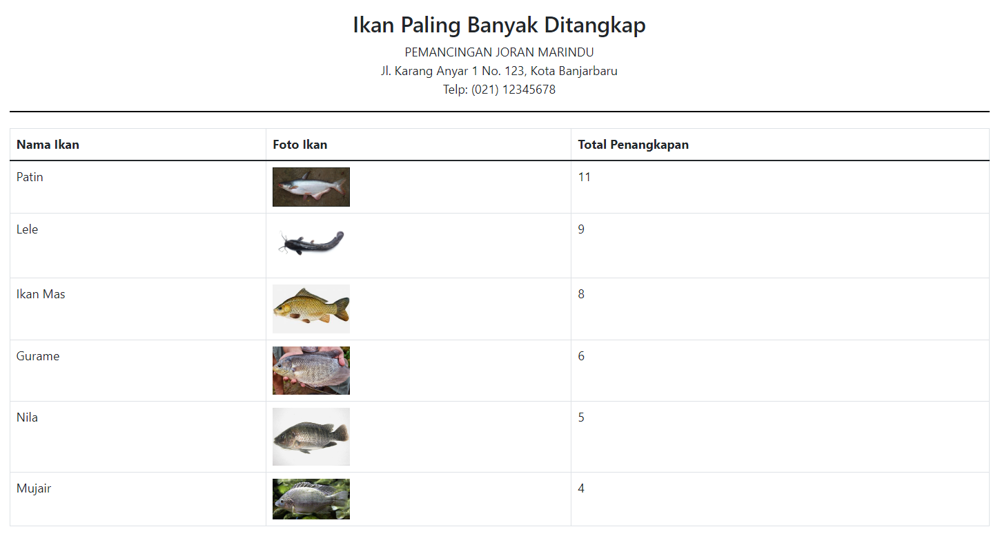 Ikan Paling Banyak Ditangkap
PEMANCINGAN JORAN MARINDU
Jl. Karang Anyar 1 No. 123, Kota Banjarbaru
Telp: (021) 12345678
Nama Ikan Foto Ikan Total Penangkapan
Patin 11
Lele 9
Ikan Mas 8
Gurame 6
Nila 5
Mujair 4